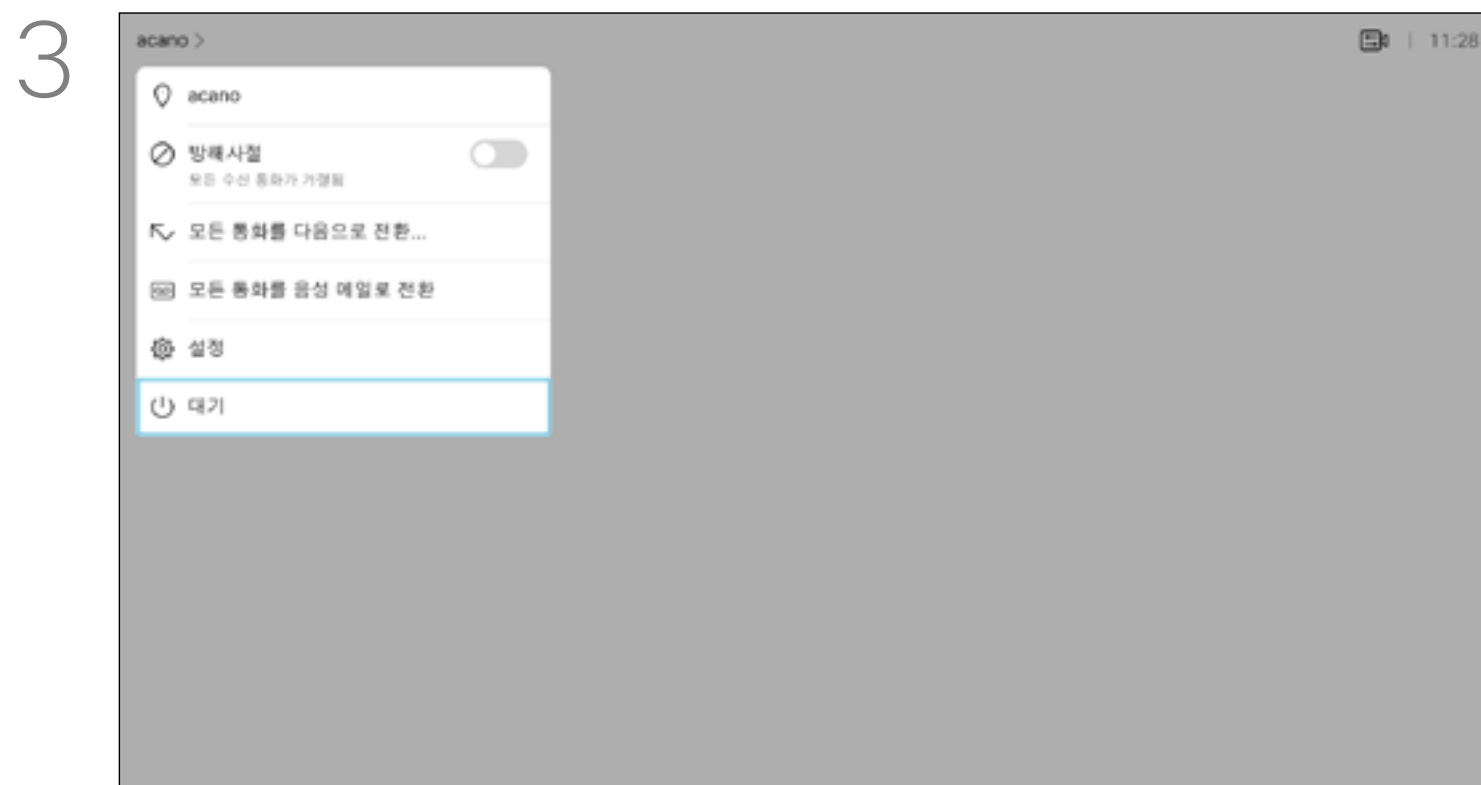 3
acano >
11:28
acano
방해 사절
모든 수신 통화가 거절됨
모든 통화를 다음으로 전환...
모든 통화를 음성 메일로 전환
설정
대기